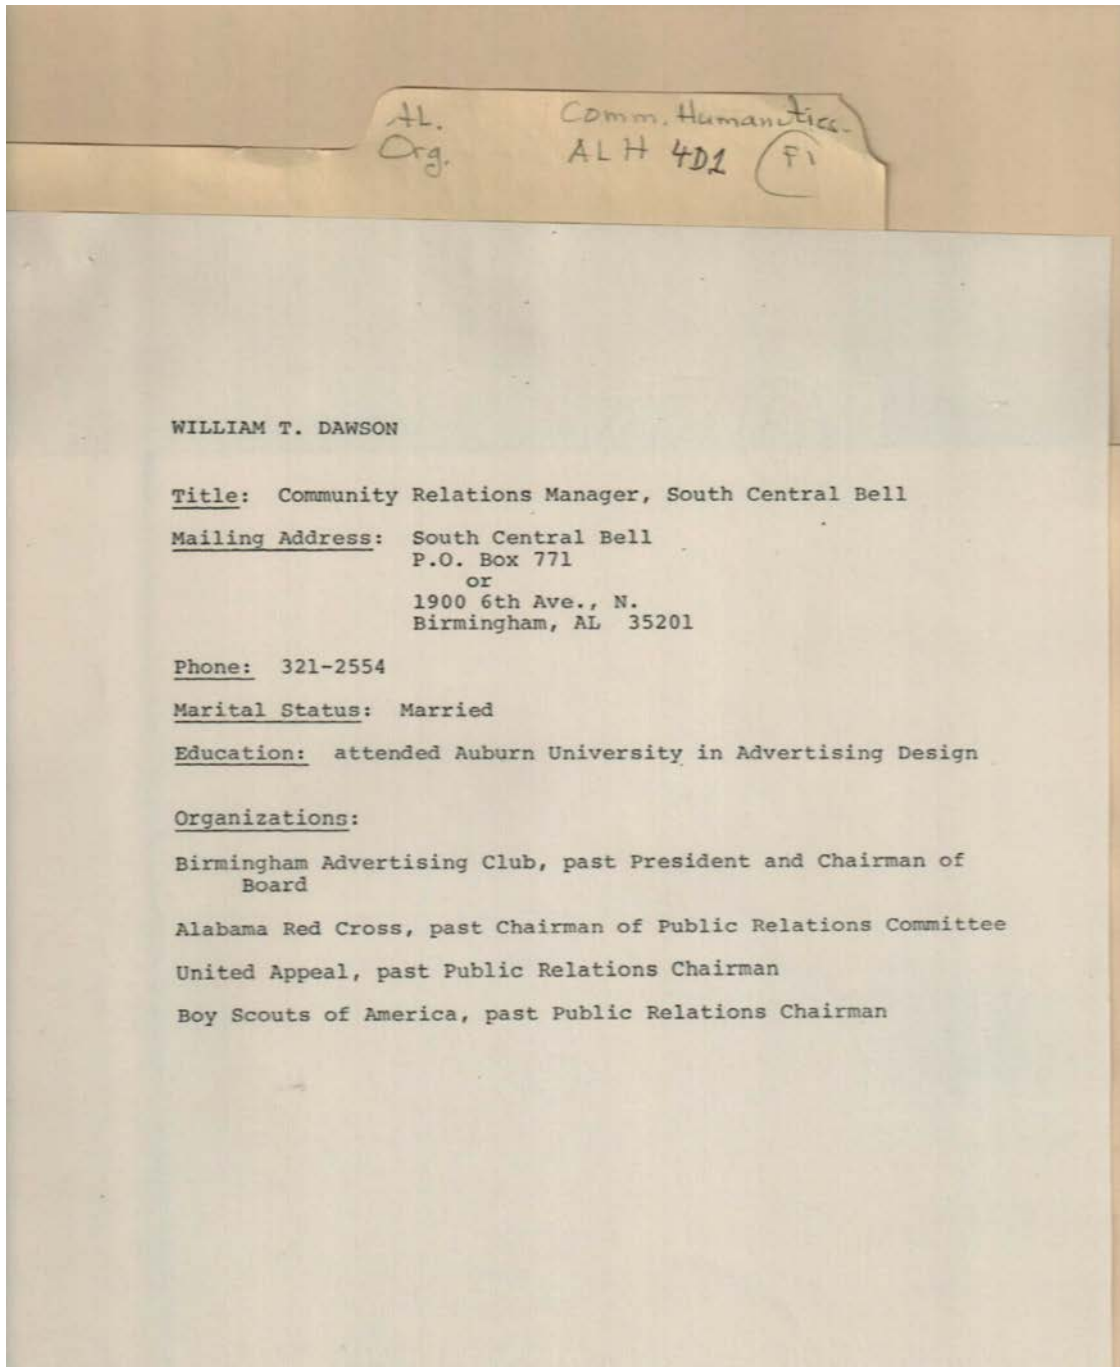 AL. Comm. Humanities.
Org. ALH 4D1 F1
WILLIAM T. DAWSON
Title: Community Relations Manager, South Central Bell
Mailing Address: South Central Bell
P.O. Box 771
or
1900 6th Ave., N.
Birmingham, AL 35201
Phone: 321-2554
Marital Status: Married
Education: attended Auburn University in Advertising Design
Organizations:
Birmingham Advertising Club, past President and Chairman of
Board
Alabama Red Cross, past Chairman of Public Relations Committee
United Appeal, past Public Relations Chairman
Boy Scouts of America, past Public Relations Chairman